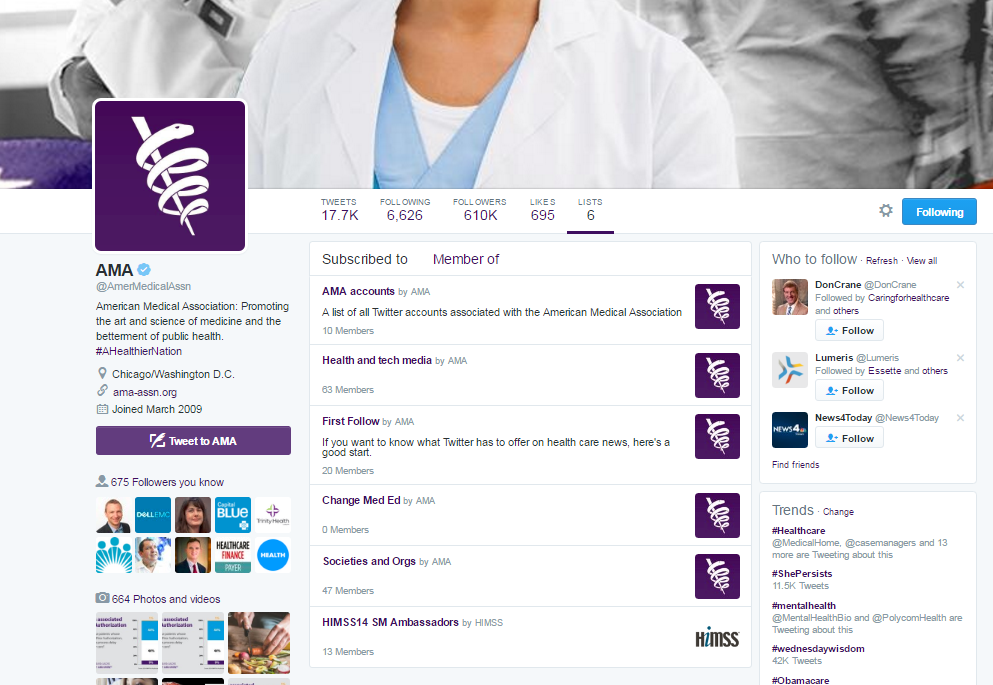 TWEETS
17.7K
FOLLOWING
6,626
FOLLOWERS
610K
LIKES
695
LISTS
6
Following
AMA
@AmerMedicalAssn
American Medical Association: Promoting
the art and science of medicine and the
betterment of public health.
#AHealthierNation
Chicago/Washington D.C.
ama-assn.org
Joined March 2009
Tweet to AMA
675 Followers you know
DELLEMC
Capital
BLUE
Trinity Health
HEALTHCARE
FINANCE
PAYER
HEALTH
664 Photos and videos
Subscribed to
Member of
AMA accounts by AMA
A list of all Twitter accounts associated with the American Medical Association
10 Members
Health and tech media by AMA
63 Members
First Follow by AMA
If you want to know what Twitter has to offer on health care news, here's a
good start.
20 Members
Change Med Ed by AMA
0 Members
Societies and Orgs by AMA
47 Members
HIMSS14 SM Ambassadors by HIMSS
13 Members
HiMSS
Who to follow · Refresh · View all
DonCrane @DonCrane
Followed by Caringforhealthcare
and others
Follow
Lumeris @Lumeris
Followed by Essette and others
Follow
NEWS4
News4Today @News4Today
Follow
Find friends
Trends · Change
#Healthcare
@MedicalHome, @casemanagers and 13
more are Tweeting about this
#ShePersists
11.5K Tweets
#mentalhealth
@MentalHealthBio and @PolycomHealth are
Tweeting about this
#wednesdaywisdom
42K Tweets
#Obamacare